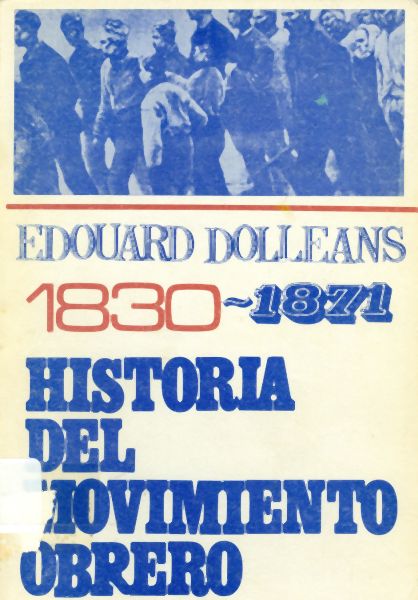 EDOUARD DOLLEANS
1830~1871
HISTORIA
DEL
MOVIMIENTO
OBRERO